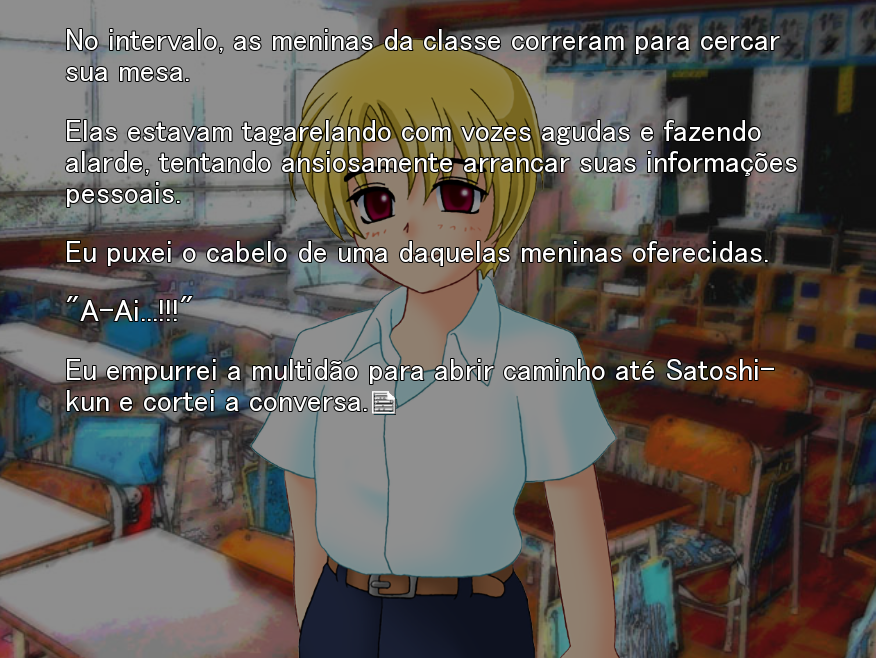 No intervalo, as meninas da classe correram para cercar
sua mesa.
Elas estavam tagarelando com vozes agudas e fazendo
alarde, tentando ansiosamente arrancar suas informações
pessoais.
Eu puxei o cabelo de uma daquelas meninas oferecidas.
"A-Ai...!!!"
Eu empurrei a multidão para abrir caminho até Satoshi-
kun e cortei a conversa.